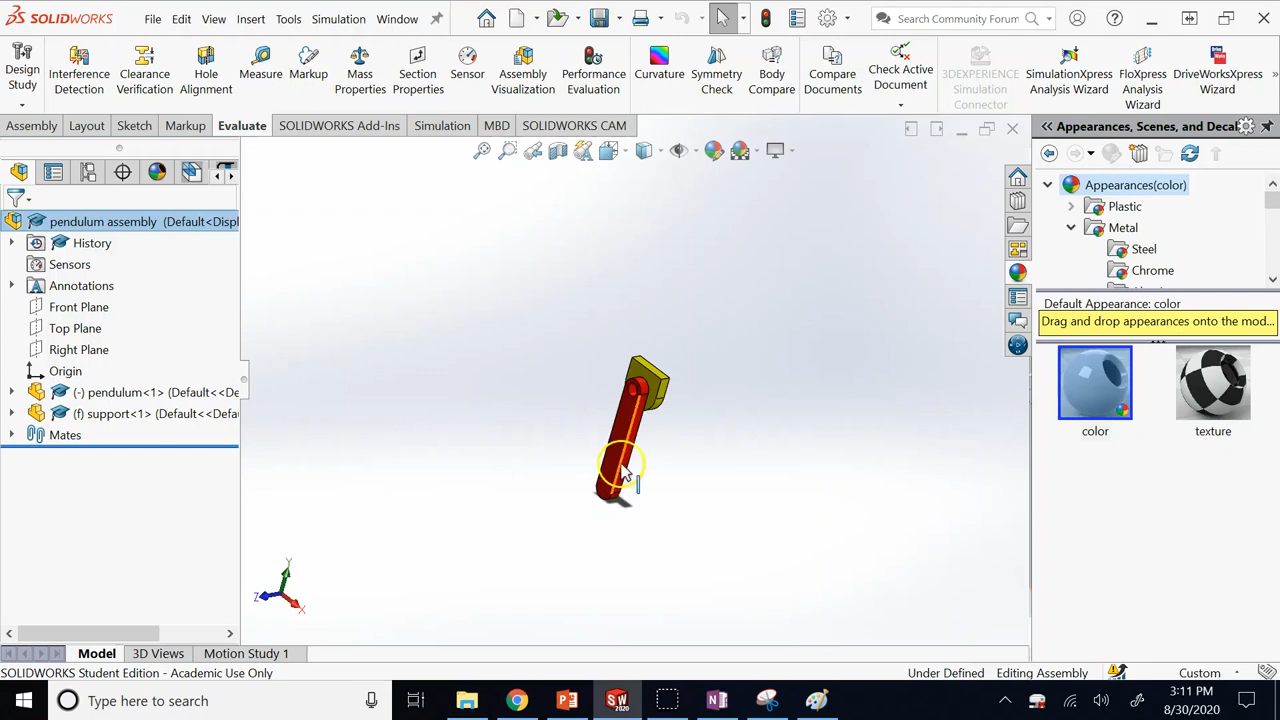 SOLIDWORKS File Edit View Insert Tools Simulation Window Search Community Forum
Design Study Interference Detection Clearance Verification Hole Alignment Measure Markup Mass Properties Section Properties Sensor Assembly Visualization Performance Evaluation Curvature Symmetry Check Body Compare Compare Documents Check Active Document 3DEXPERIENCE Simulation Connector SimulationXpress Analysis Wizard FloXpress Analysis Wizard DriveWorksXpress Wizard
Assembly Layout Sketch Markup Evaluate SOLIDWORKS Add-Ins Simulation MBD SOLIDWORKS CAM Appearances, Scenes, and Decal
Appearances(color)
Plastic
Metal
Steel
Chrome
Default Appearance: color
Drag and drop appearances onto the mod...
color texture
pendulum assembly (Default<Displ
History
Sensors
Annotations
Front Plane
Top Plane
Right Plane
Origin
(-) pendulum<1> (Default<<De
(f) support<1> (Default<<Defau
Mates
Y
Z
X
Model 3D Views Motion Study 1
SOLIDWORKS Student Edition - Academic Use Only Under Defined Editing Assembly Custom
Type here to search SW 2020 3:11 PM
8/30/2020